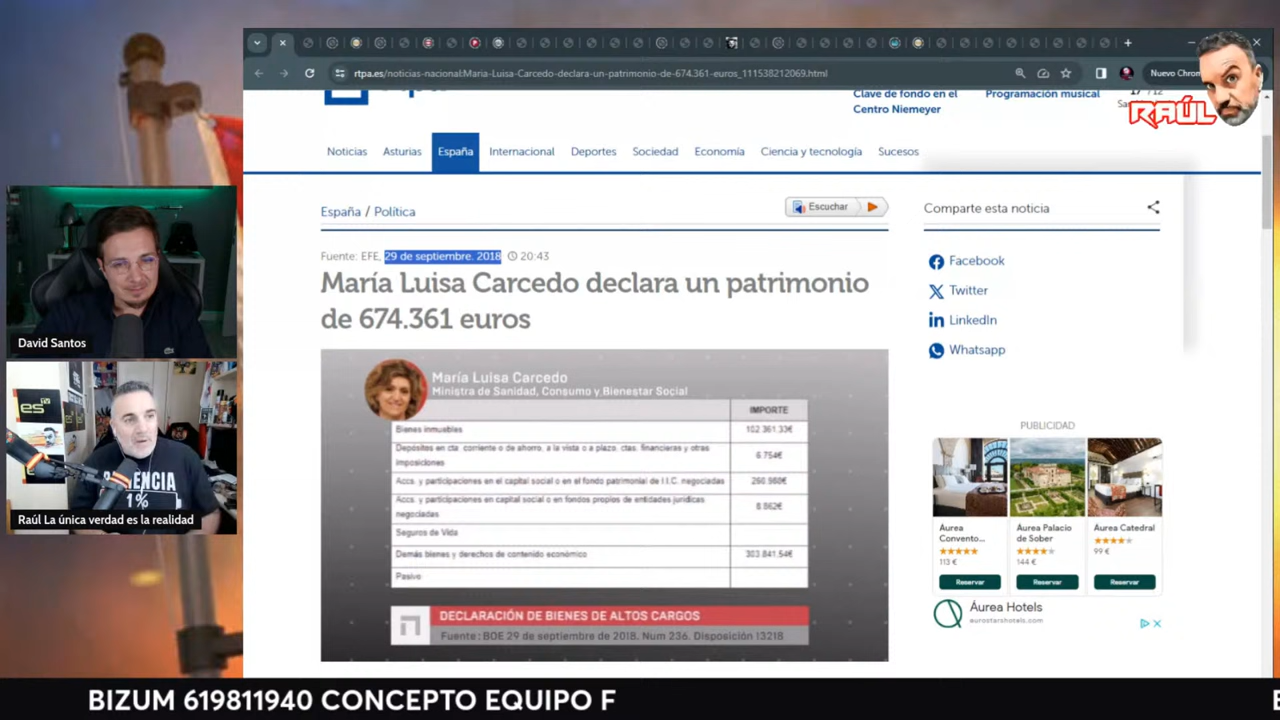 rtpa.es/noticias-nacional:Maria-Luisa-Carcedo-declara-un-patrimonio-de-674.361-euros_111538212069.html
Nuevo Chrom
RAÚL
Clave de fondo en el
Centro Niemeyer
Programación musical
Noticias Asturias España Internacional Deportes Sociedad Economía Ciencia y tecnología Sucesos
España / Política
Escuchar
Fuente: EFE, 29 de septiembre. 2018 20:43
María Luisa Carcedo declara un patrimonio
de 674.361 euros
María Luisa Carcedo
Ministra de Sanidad, Consumo y Bienestar Social
IMPORTE
Bienes inmuebles 102 361.33€
Depósitos en cta. corriente o de ahorro, a la vista o a plazo, ctas. financieras y otras
imposiciones 6 754€
Accs. y participaciones en el capital social o en el fondo patrimonial de I.I.C. negociadas 260 980€
Accs. y participaciones en capital social o en fondos propios de entidades jurídicas
negociadas 8 862€
Seguros de Vida
Demás bienes y derechos de contenido económico 303 841.54€
Pasivo
DECLARACIÓN DE BIENES DE ALTOS CARGOS
Fuente: BOE 29 de septiembre de 2018. Num 236. Disposición 13218
Comparte esta noticia
Facebook
Twitter
LinkedIn
Whatsapp
PUBLICIDAD
Áurea
Convento...
113 €
Reservar
Áurea Palacio
de Sober
144 €
Reservar
Áurea Catedral
99 €
Reservar
Áurea Hotels
eurostarshotels.com
David Santos
es TV
1%
Raúl La única verdad es la realidad
BIZUM 619811940 CONCEPTO EQUIPO F